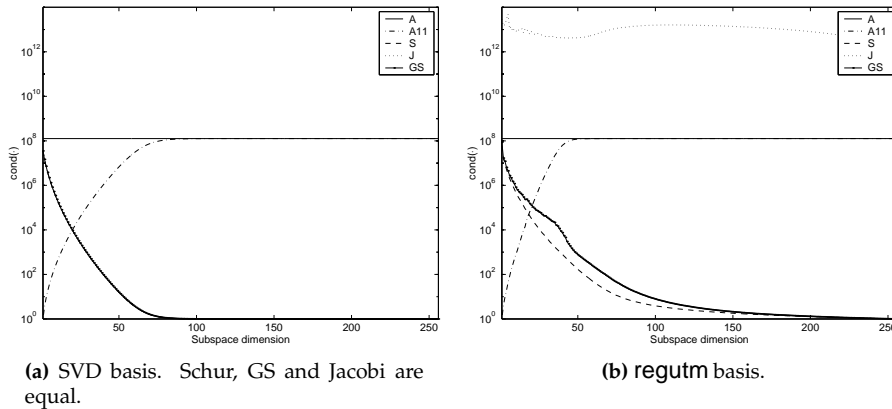 10^12
10^10
10^8
10^6
10^4
10^2
10^0
cond(·)
50 100 150 200 250
Subspace dimension
A
A11
S
J
GS
(a) SVD basis. Schur, GS and Jacobi are
equal.
10^12
10^10
10^8
10^6
10^4
10^2
10^0
cond(·)
50 100 150 200 250
Subspace dimension
A
A11
S
J
GS
(b) regutm basis.